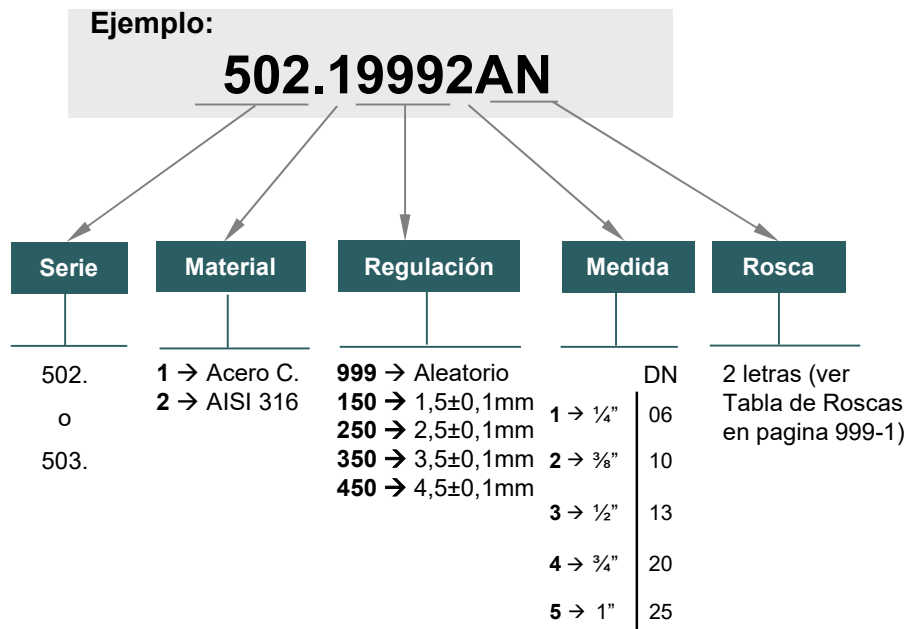 Ejemplo:
502.19992AN
Serie
Material
Regulación
Medida
Rosca
502.
o
503.
1 → Acero C.
2 → AISI 316
999 → Aleatorio
150 → 1,5±0,1mm
250 → 2,5±0,1mm
350 → 3,5±0,1mm
450 → 4,5±0,1mm
DN
1 → ¼” 06
2 → ⅜” 10
3 → ½” 13
4 → ¾” 20
5 → 1” 25
2 letras (ver
Tabla de Roscas
en pagina 999-1)